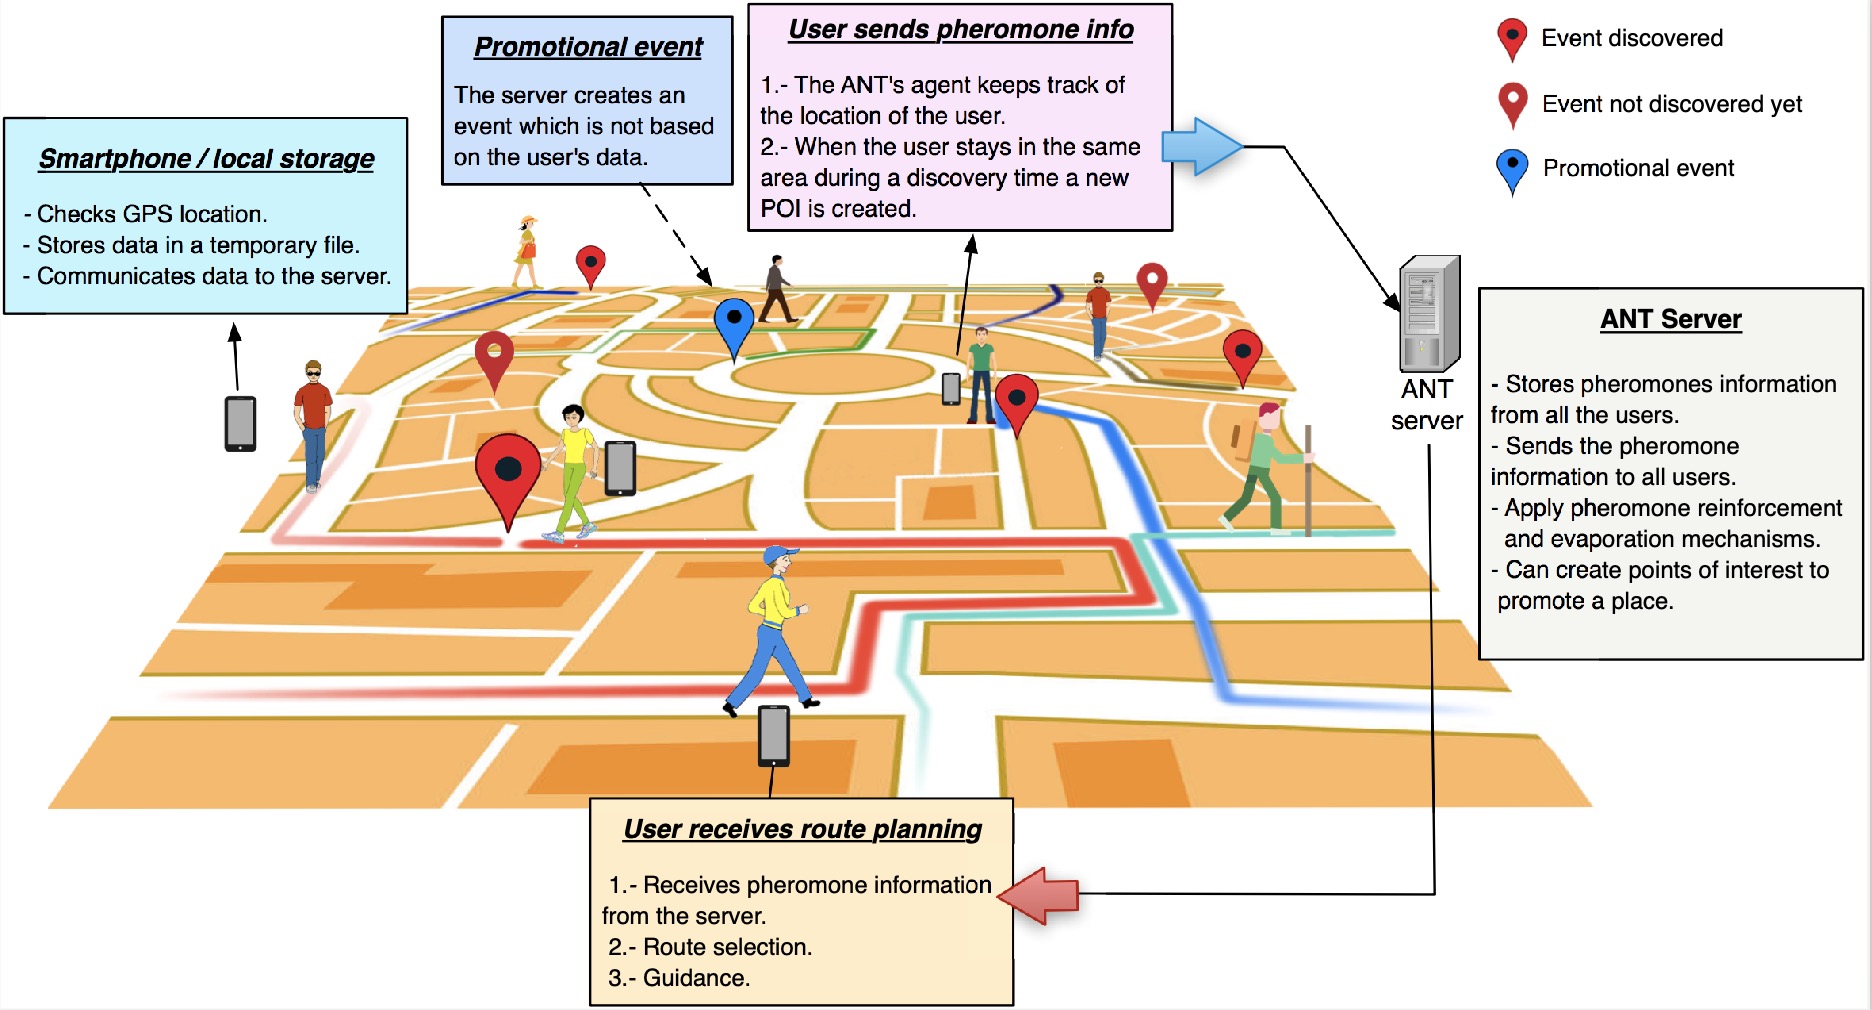 Promotional event
The server creates an
event which is not based
on the user's data.
User sends pheromone info
1.- The ANT's agent keeps track of
the location of the user.
2.- When the user stays in the same
area during a discovery time a new
POI is created.
Event discovered
Event not discovered yet
Promotional event
Smartphone / local storage
- Checks GPS location.
- Stores data in a temporary file.
- Communicates data to the server.
ANT
server
ANT Server
- Stores pheromones information
from all the users.
- Sends the pheromone
information to all users.
- Apply pheromone reinforcement
and evaporation mechanisms.
- Can create points of interest to
promote a place.
User receives route planning
1.- Receives pheromone information
from the server.
2.- Route selection.
3.- Guidance.